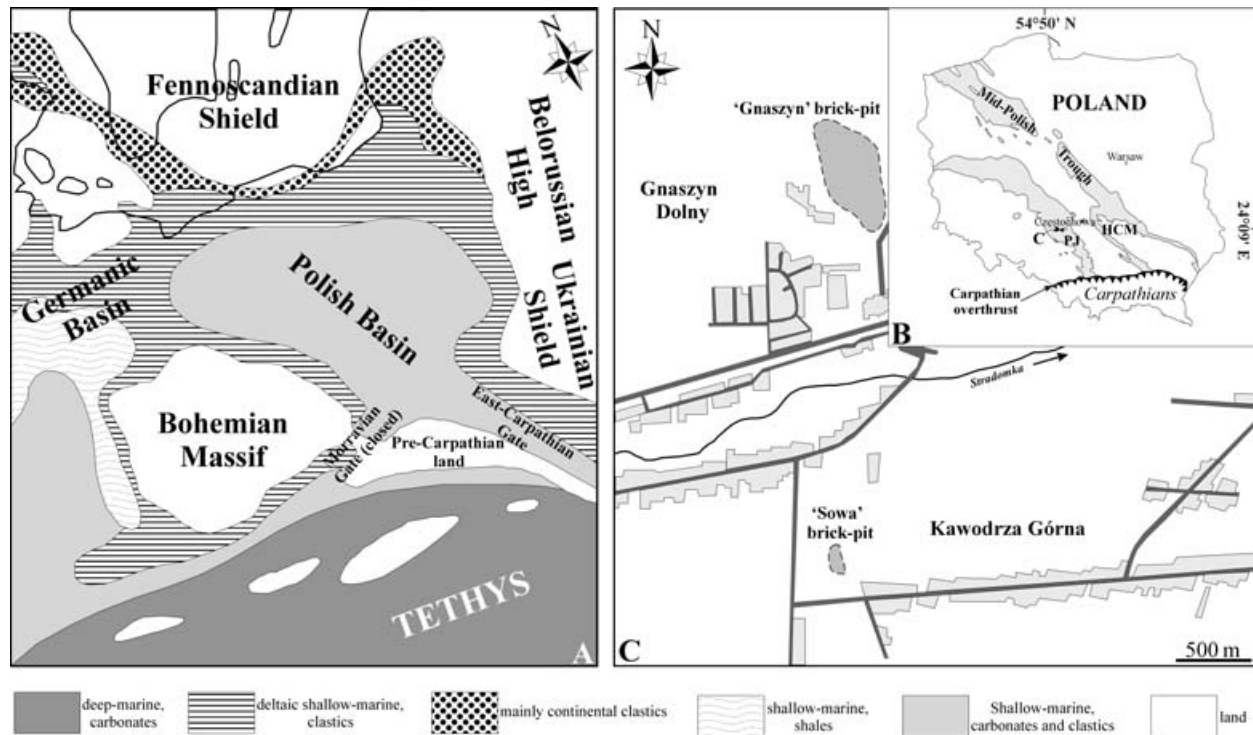 Z
Fennoscandian
Shield
Belorussian
High
Ukrainian
Shield
Germanic
Basin
Polish Basin
Bohemian
Massif
Morravian
Gate (closed)
East-Carpathian
Gate
Pre-Carpathian
land
TETHYS
A
N
'Gnaszyn' brick-pit
Gnaszyn
Dolny
Stradomka
'Sowa'
brick-pit
Kawodrza Górna
C
500 m
54°50' N
POLAND
Mid-Polish
Trough
Warsaw
24°09' E
Częstochowa
C
PJ
HCM
Carpathian
overthrust
Carpathians
B
deep-marine,
carbonates
deltaic shallow-marine,
clastics
mainly continental clastics
shallow-marine,
shales
Shallow-marine,
carbonates and clastics
land